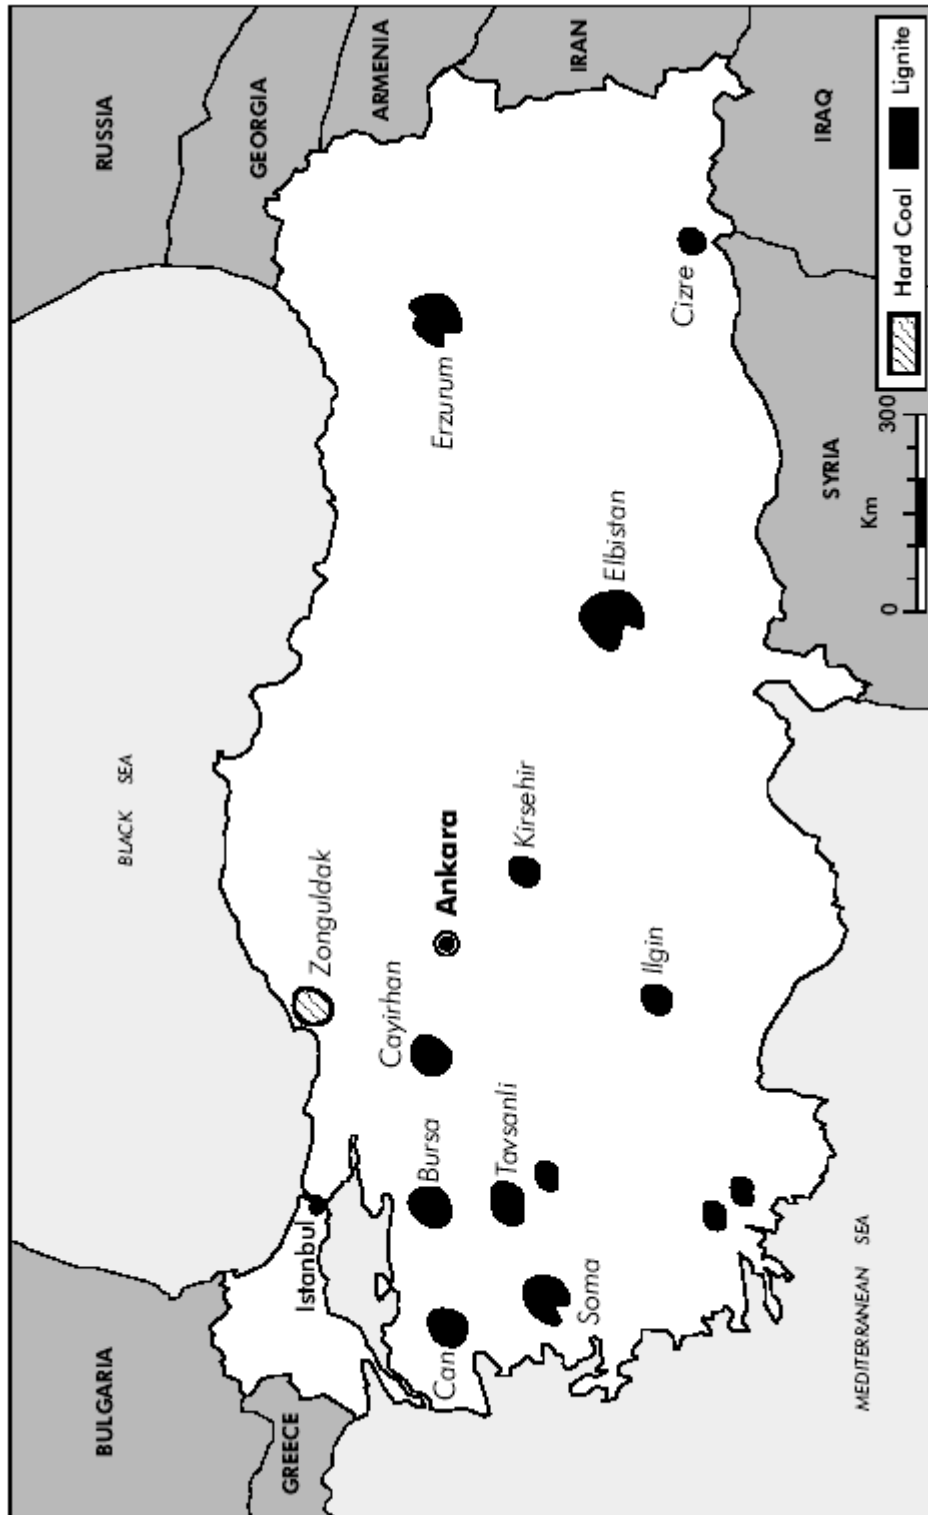 RUSSIA
BULGARIA
GEORGIA
BLACK SEA
GREECE
ARMENIA
Istanbul
Zonguldak
Cayirhan
Bursa
Can
Ankara
Erzurum
Tavsanli
Kirsehir
IRAN
Soma
Elbistan
Ilgin
Cizre
IRAQ
SYRIA
MEDITERRANEAN SEA
Km
0 300
Hard Coal Lignite